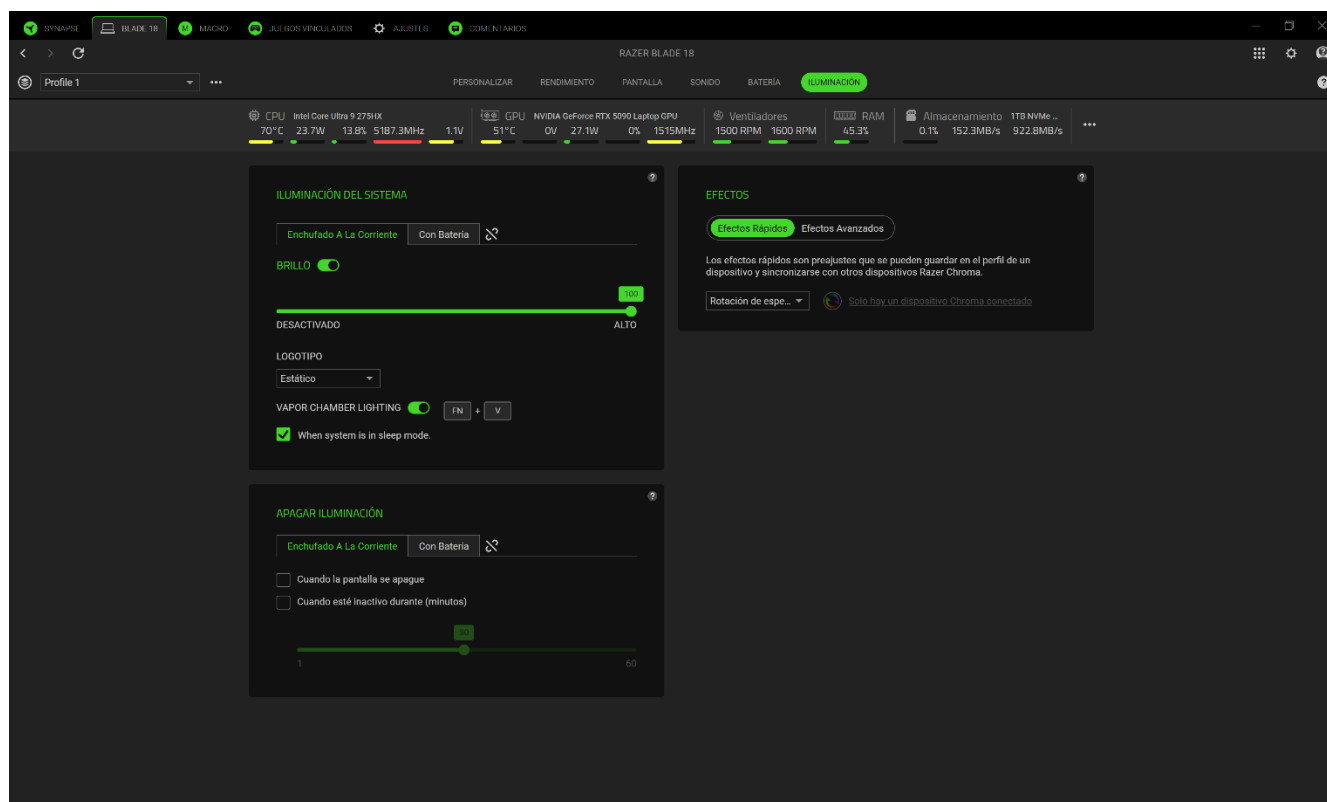 SYNAPSE BLADE 18 MACRO JUEGOS VINCULADOS AJUSTES COMENTARIOS
RAZER BLADE 18
Profile 1 PERSONALIZAR RENDIMIENTO PANTALLA SONIDO BATERÍA ILUMINACIÓN
CPU Intel Core Ultra 9 275HX GPU NVIDIA GeForce RTX 5090 Laptop GPU Ventiladores RAM Almacenamiento 1TB NVMe ..
70°C 23.7W 13.8% 5187.3MHz 1.1V 51°C 0V 27.1W 0% 1515MHz 1500 RPM 1600 RPM 45.3% 0.1% 152.3MB/s 922.8MB/s
ILUMINACIÓN DEL SISTEMA
Enchufado A La Corriente Con Batería
BRILLO
100
DESACTIVADO ALTO
LOGOTIPO
Estático
VAPOR CHAMBER LIGHTING FN + V
When system is in sleep mode.
EFECTOS
Efectos Rápidos Efectos Avanzados
Los efectos rápidos son preajustes que se pueden guardar en el perfil de un
dispositivo y sincronizarse con otros dispositivos Razer Chroma.
Rotación de espe... Solo hay un dispositivo Chroma conectado
APAGAR ILUMINACIÓN
Enchufado A La Corriente Con Batería
Cuando la pantalla se apague
Cuando esté inactivo durante (minutos)
1 60